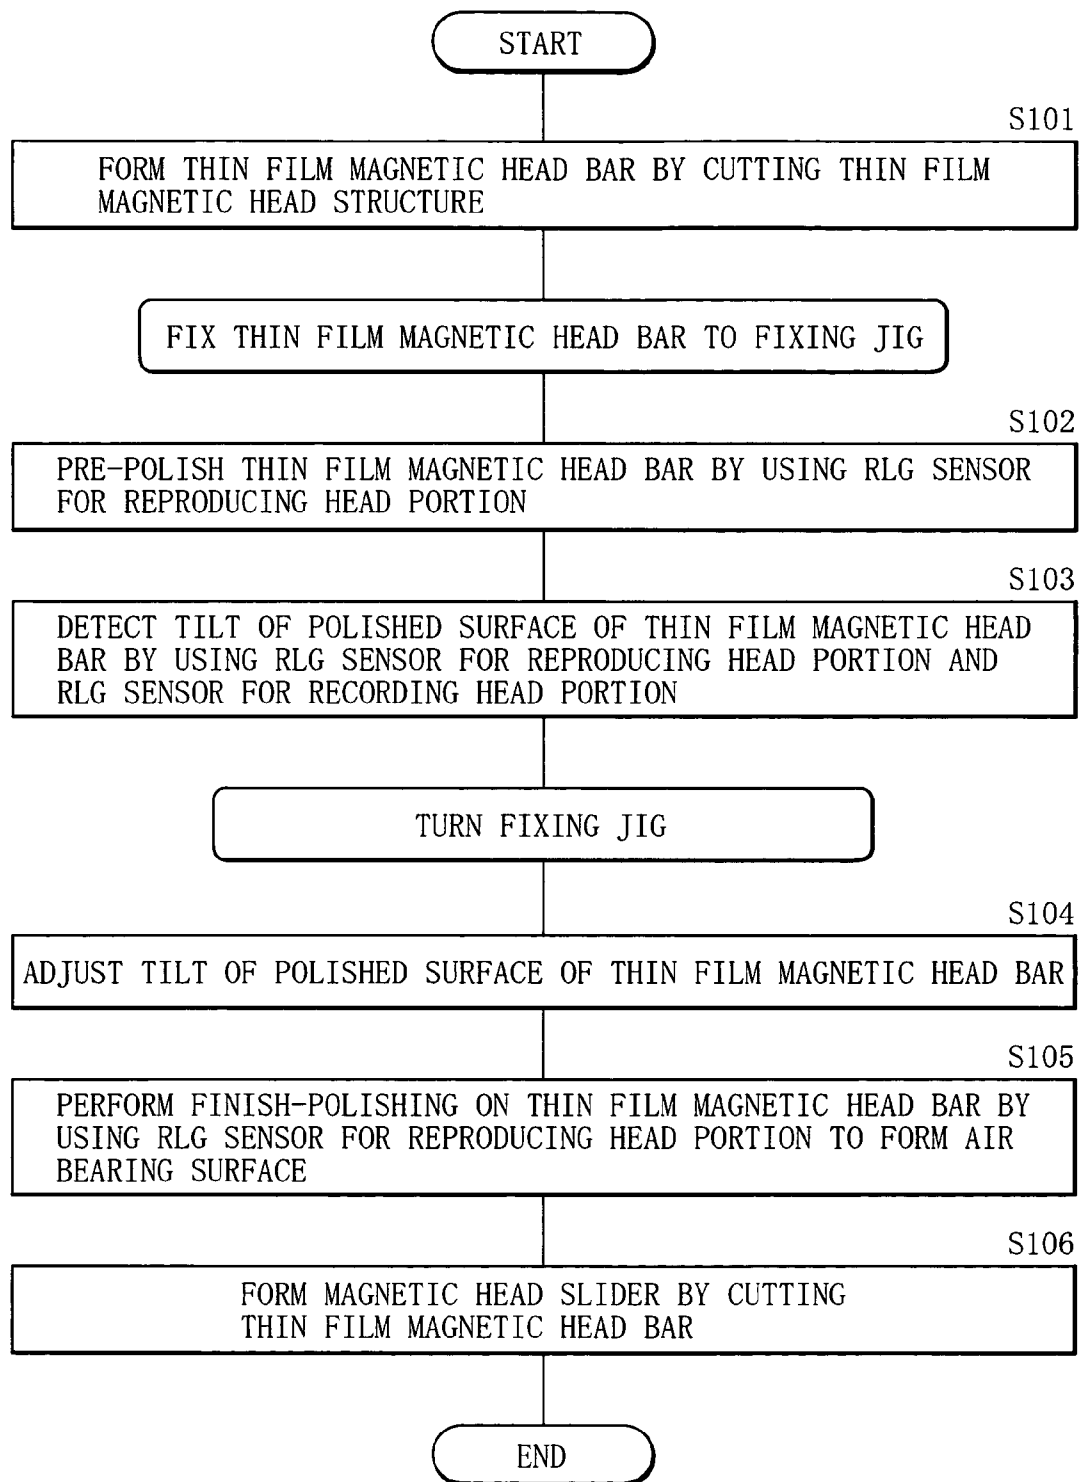 START
S101
FORM THIN FILM MAGNETIC HEAD BAR BY CUTTING THIN FILM
MAGNETIC HEAD STRUCTURE
FIX THIN FILM MAGNETIC HEAD BAR TO FIXING JIG
S102
PRE-POLISH THIN FILM MAGNETIC HEAD BAR BY USING RLG SENSOR
FOR REPRODUCING HEAD PORTION
S103
DETECT TILT OF POLISHED SURFACE OF THIN FILM MAGNETIC HEAD
BAR BY USING RLG SENSOR FOR REPRODUCING HEAD PORTION AND
RLG SENSOR FOR RECORDING HEAD PORTION
TURN FIXING JIG
S104
ADJUST TILT OF POLISHED SURFACE OF THIN FILM MAGNETIC HEAD BAR
S105
PERFORM FINISH-POLISHING ON THIN FILM MAGNETIC HEAD BAR BY
USING RLG SENSOR FOR REPRODUCING HEAD PORTION TO FORM AIR
BEARING SURFACE
S106
FORM MAGNETIC HEAD SLIDER BY CUTTING
THIN FILM MAGNETIC HEAD BAR
END